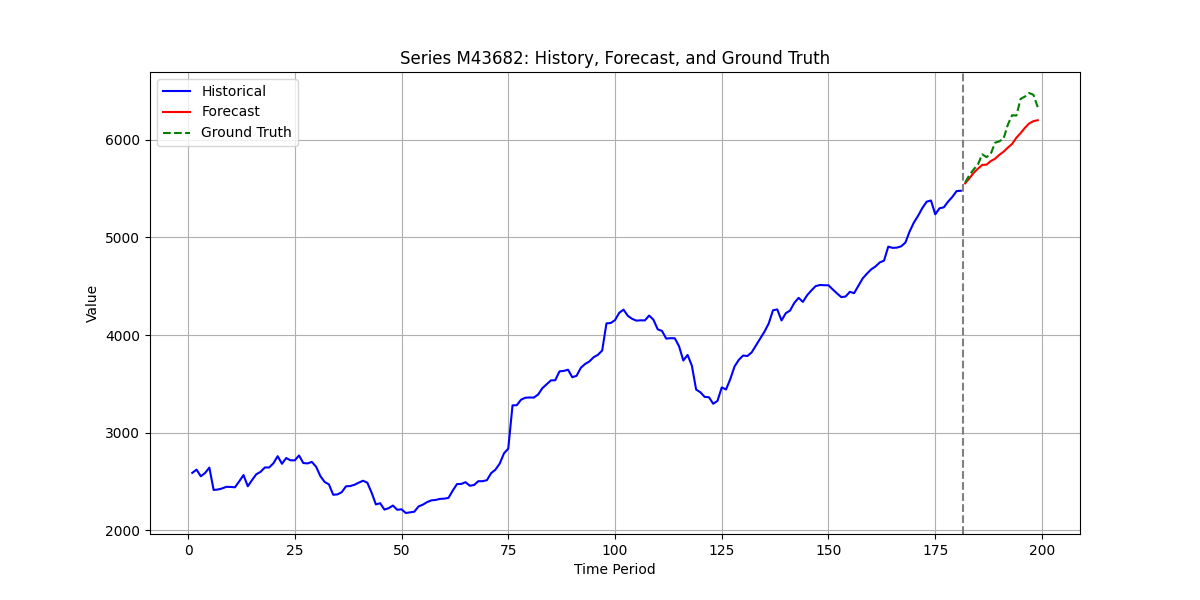 Series M43682: History, Forecast, and Ground Truth
Historical
Forecast
Ground Truth
6000
5000
4000
3000
2000
Value
0 25 50 75 100 125 150 175 200
Time Period